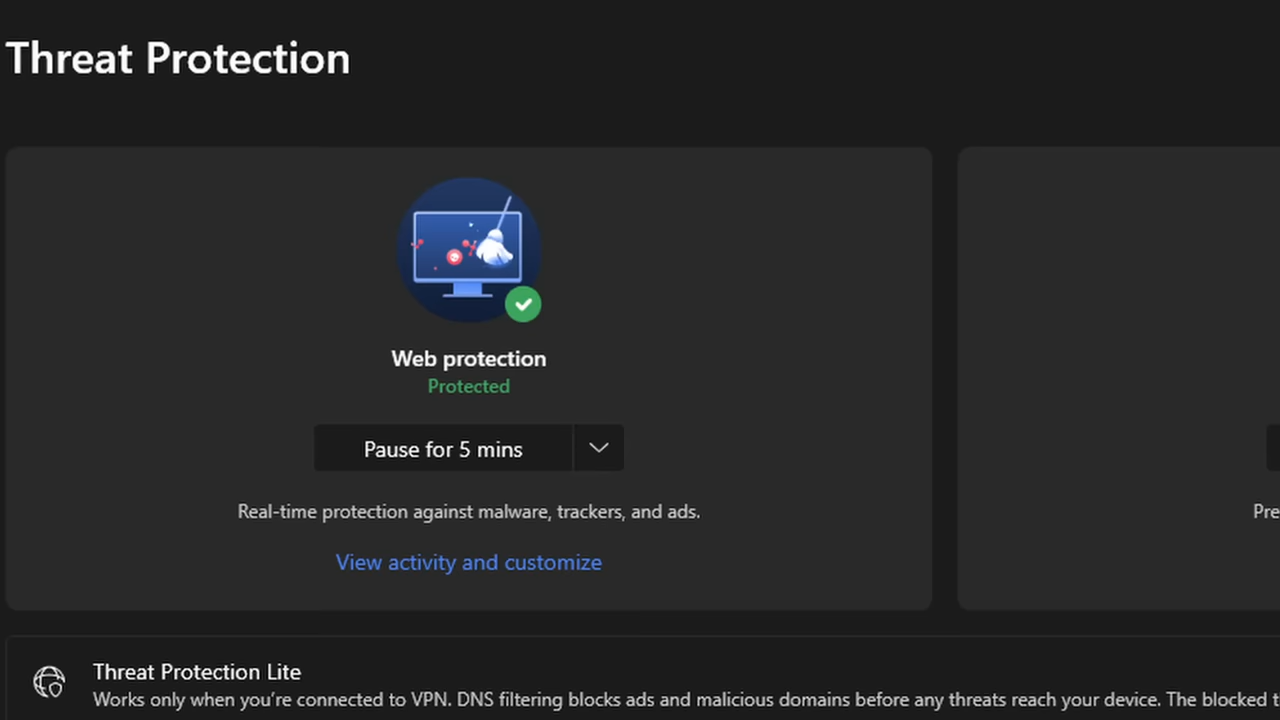 Threat Protection
Web protection
Protected
Pause for 5 mins
Real-time protection against malware, trackers, and ads.
Pre
View activity and customize
Threat Protection Lite
Works only when you’re connected to VPN. DNS filtering blocks ads and malicious domains before any threats reach your device. The blocked t